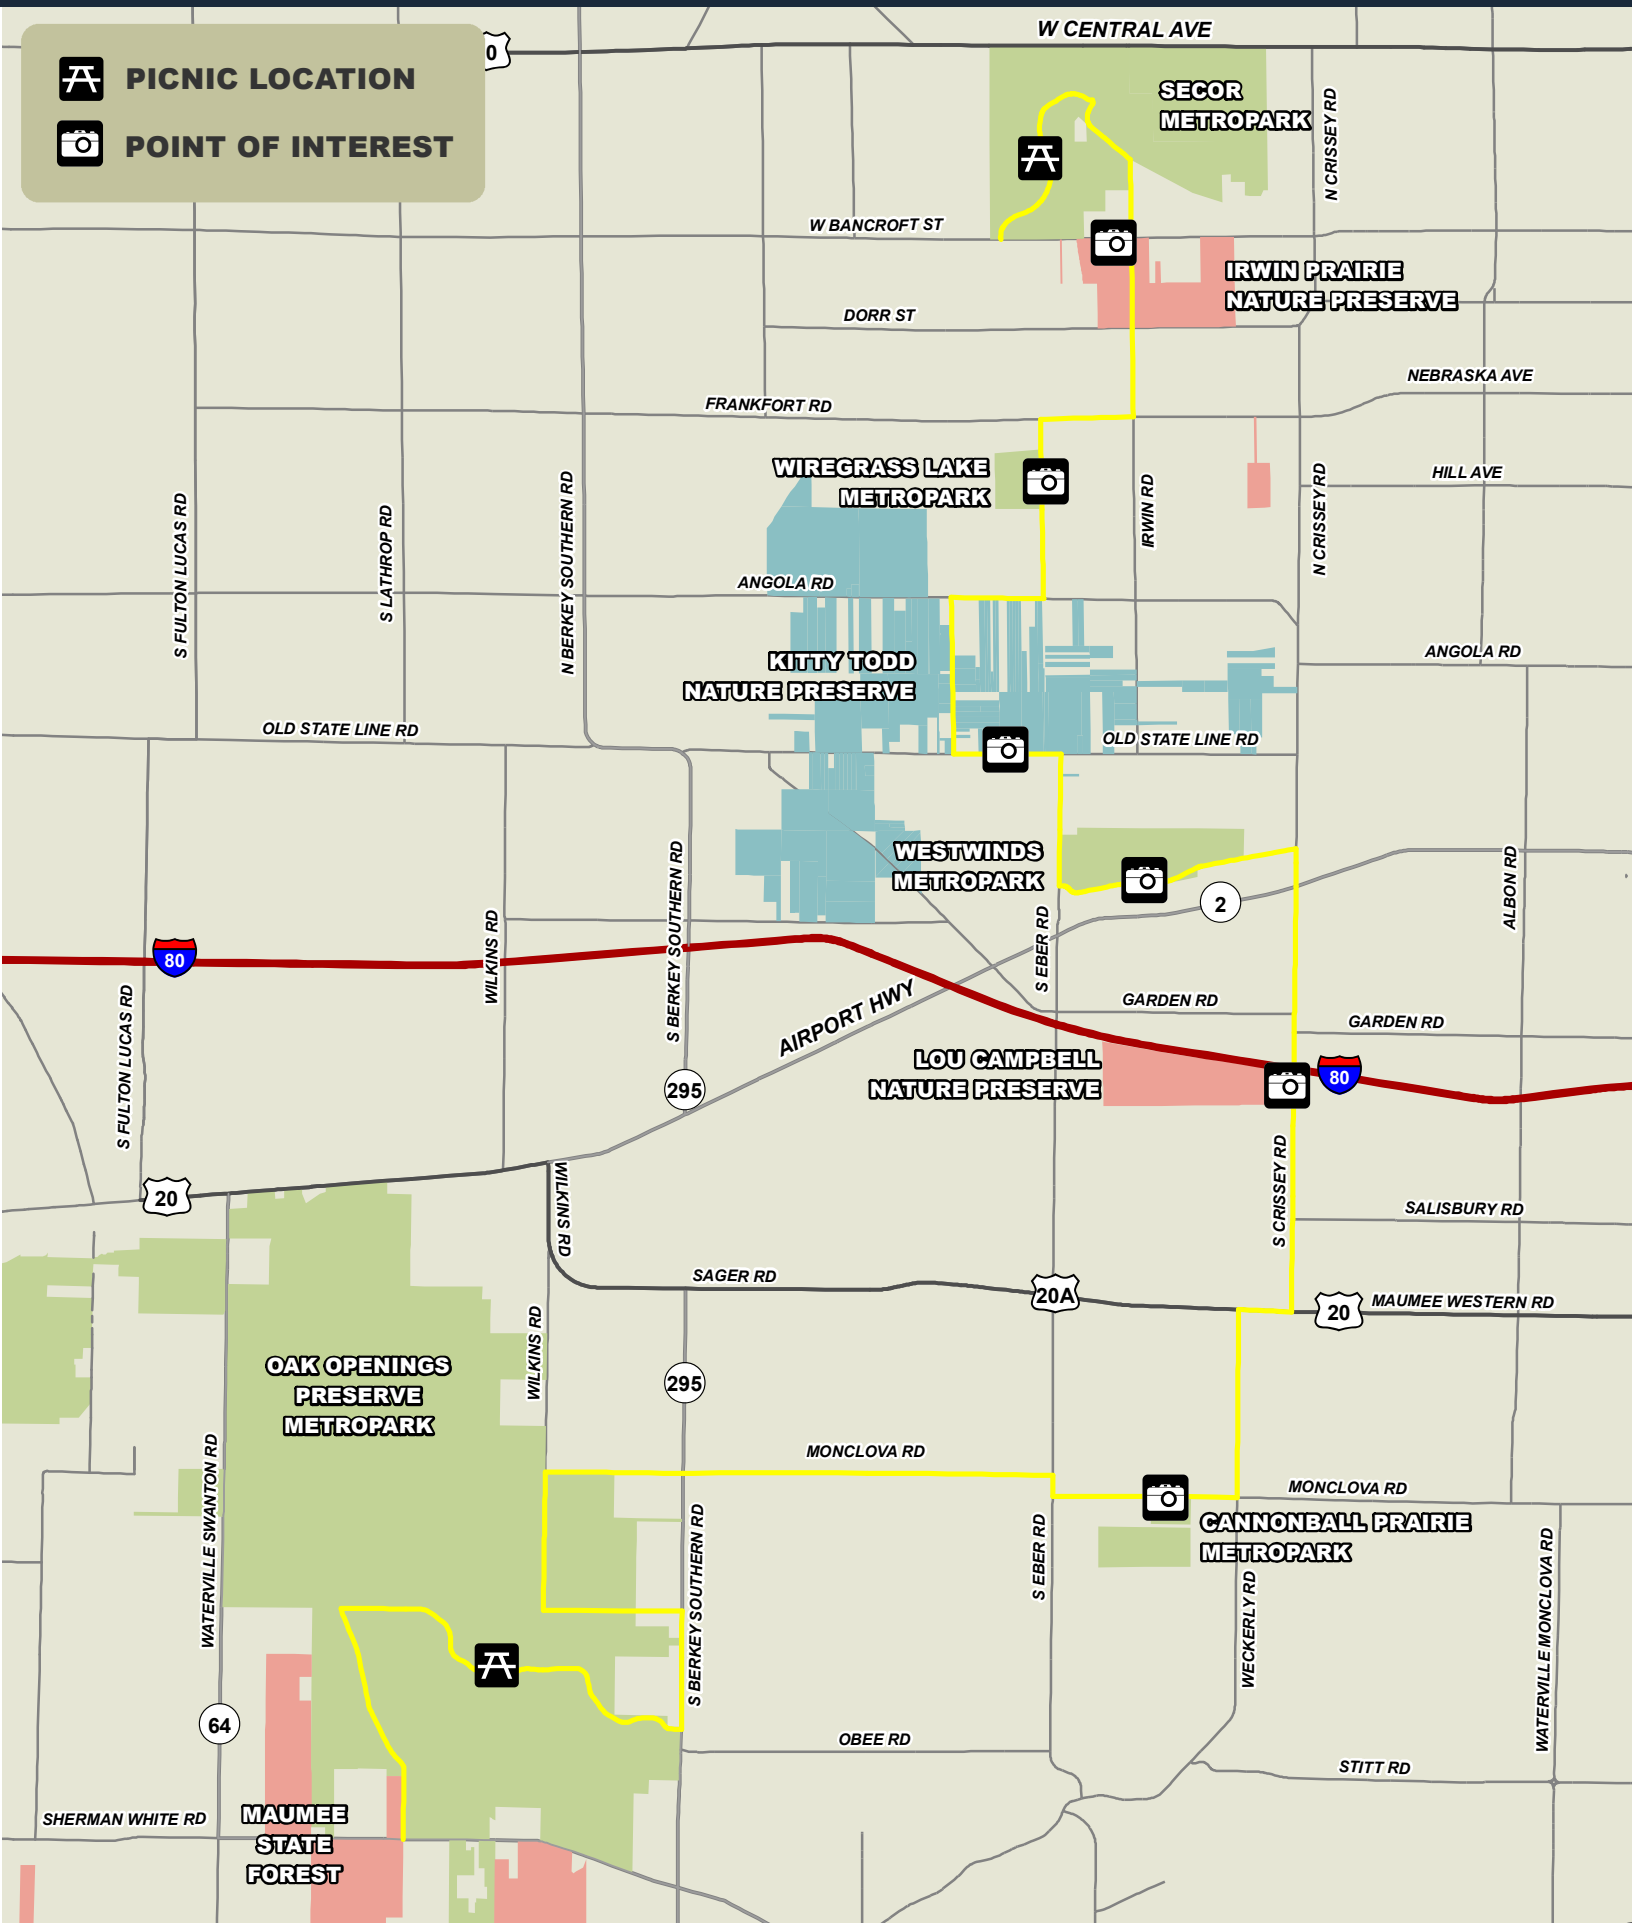 W CENTRAL AVE
0
PICNIC LOCATION
POINT OF INTEREST
SECOR
METROPARK
N CRISSEY RD
W BANCROFT ST
IRWIN PRAIRIE
NATURE PRESERVE
DORR ST
NEBRASKA AVE
FRANKFORT RD
WIREGRASS LAKE
METROPARK
HILL AVE
S FULTON LUCAS RD
S LATHROP RD
N BERKEY SOUTHERN RD
IRWIN RD
N CRISSEY RD
ANGOLA RD
KITTY TODD
NATURE PRESERVE
ANGOLA RD
OLD STATE LINE RD
OLD STATE LINE RD
WESTWINDS
METROPARK
S BERKEY SOUTHERN RD
ALBON RD
2
WILKINS RD
S EBER RD
80
S FULTON LUCAS RD
AIRPORT HWY
GARDEN RD
GARDEN RD
LOU CAMPBELL
NATURE PRESERVE
80
295
S CRISSEY RD
20
WILKINS RD
SALISBURY RD
SAGER RD
20A
20
MAUMEE WESTERN RD
WILKINS RD
OAK OPENINGS
PRESERVE
METROPARK
295
WATERVILLE SWANTON RD
MONCLOVA RD
MONCLOVA RD
CANNONBALL PRAIRIE
METROPARK
S BERKEY SOUTHERN RD
S EBER RD
WECKERLY RD
WATERVILLE MONCLOVA RD
64
OBEE RD
STITT RD
SHERMAN WHITE RD
MAUMEE
STATE
FOREST